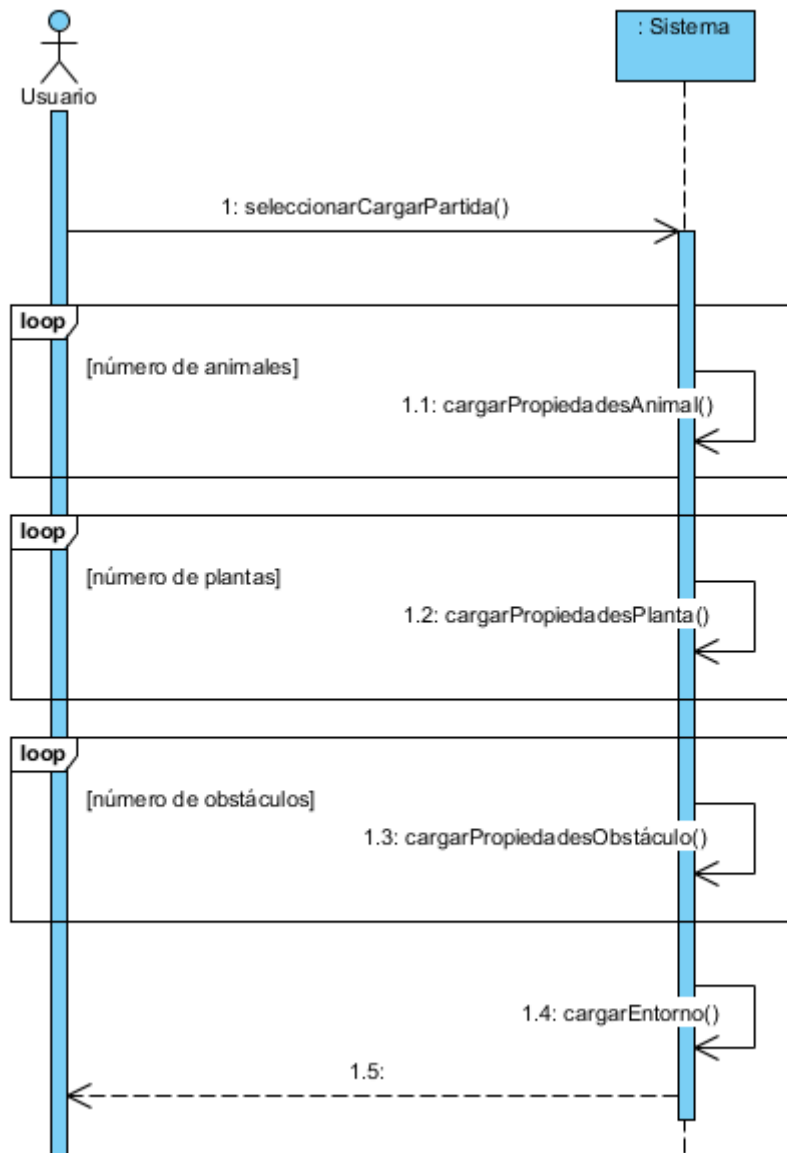 : Sistema
Usuario
1: seleccionarCargarPartida()
loop
[número de animales]
1.1: cargarPropiedadesAnimal()
loop
[número de plantas]
1.2: cargarPropiedadesPlanta()
loop
[número de obstáculos]
1.3: cargarPropiedadesObstáculo()
1.4: cargarEntorno()
1.5: